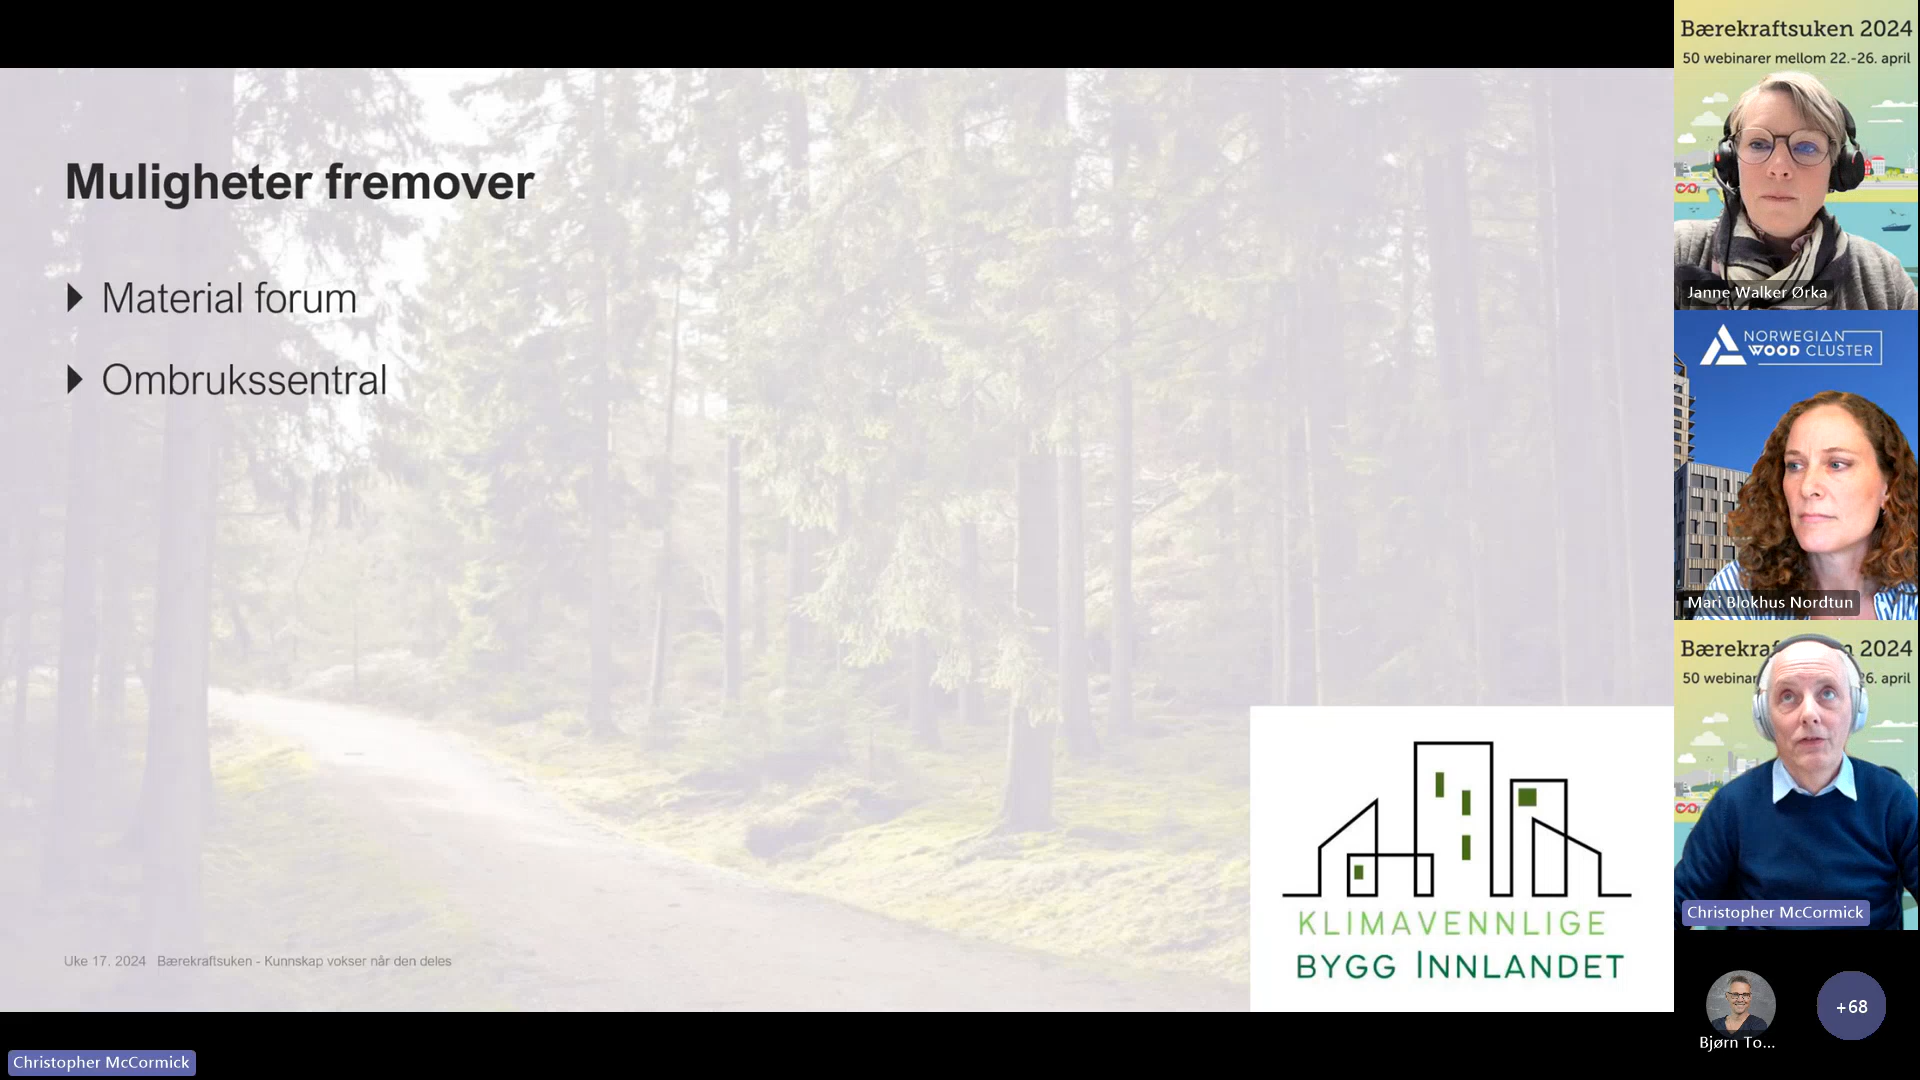 Muligheter fremover
Material forum
Ombrukssentral
Uke 17. 2024 Bærekraftsuken - Kunnskap vokser når den deles
KLIMAVENNLIGE
BYGG INNLANDET
Christopher McCormick
Bærekraftsuken 2024
50 webinarer mellom 22.-26. april
Janne Walker Ørka
NORWEGIAN
WOOD CLUSTER
Mari Blokhus Nordtun
Bærekra n 2024
50 webinar 26. april
Christopher McCormick
Bjørn To...
+68